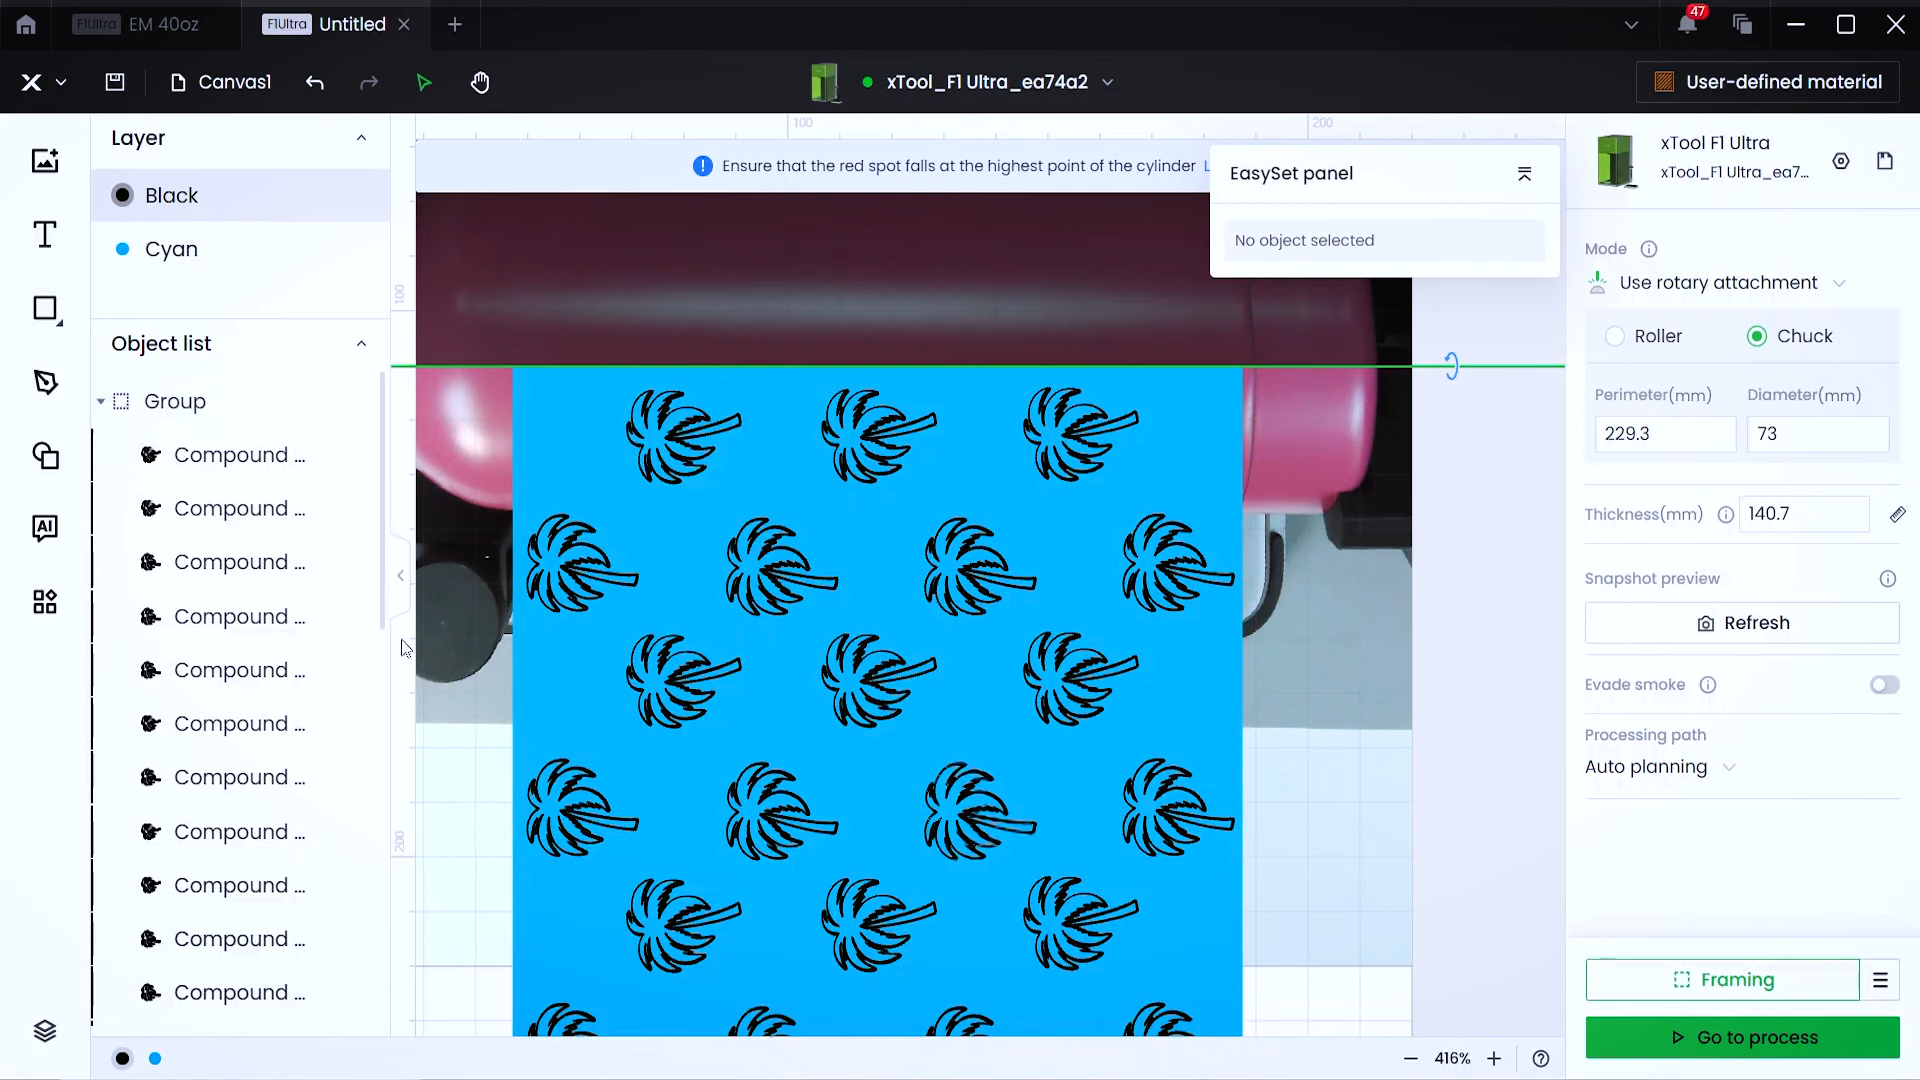 F1Ultra EM 40oz
F1Ultra Untitled
47
X
Canvas1
xTool_F1 Ultra_ea74a2
User-defined material
Layer
Black
Cyan
Object list
Group
Compound ...
Compound ...
Compound ...
Compound ...
Compound ...
Compound ...
Compound ...
Compound ...
Compound ...
Compound ...
Compound ...
T
AI
100
200
100
200
Ensure that the red spot falls at the highest point of the cylinder L
EasySet panel
No object selected
416%
xTool F1 Ultra
xTool_F1 Ultra_ea7...
Mode
Use rotary attachment
Roller
Chuck
Perimeter(mm)
Diameter(mm)
229.3
73
Thickness(mm)
140.7
Snapshot preview
Refresh
Evade smoke
Processing path
Auto planning
Framing
Go to process